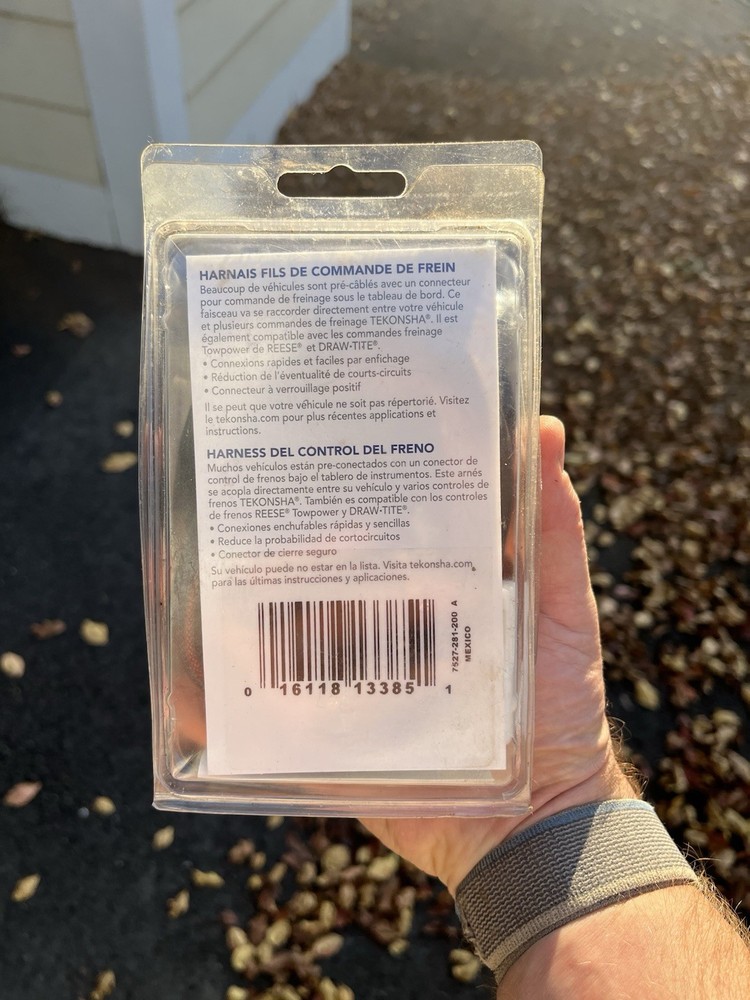 HARNAIS FILS DE COMMANDE DE FREIN
Beaucoup de véhicules sont pré-câblés avec un connecteur
pour commande de freinage sous le tableau de bord. Ce
faisceau va se raccorder directement entre votre véhicule
et plusieurs commandes de freinage TEKONSHA®. Il est
également compatible avec les commandes freinage
Towpower de REESE® et DRAW•TITE®.
• Connexions rapides et faciles par enfichage
• Réduction de l'éventualité de courts-circuits
• Connecteur à verrouillage positif
Il se peut que votre véhicule ne soit pas répertorié. Visitez
le tekonsha.com pour plus récentes applications et
instructions.
HARNESS DEL CONTROL DEL FRENO
Muchos vehículos están pre-conectados con un conector de
control de frenos bajo el tablero de instrumentos. Este arnés
se acopla directamente entre su vehículo y varios controles de
frenos TEKONSHA®. También es compatible con los controles
de frenos REESE® Towpower y DRAW•TITE®.
• Conexiones enchufables rápidas y sencillas
• Reduce la probabilidad de cortocircuitos
• Conector de cierre seguro
Su vehículo puede no estar en la lista. Visita tekonsha.com
para las últimas instrucciones y aplicaciones.
0 16118 13385 1
7527-281-200 A
MEXICO